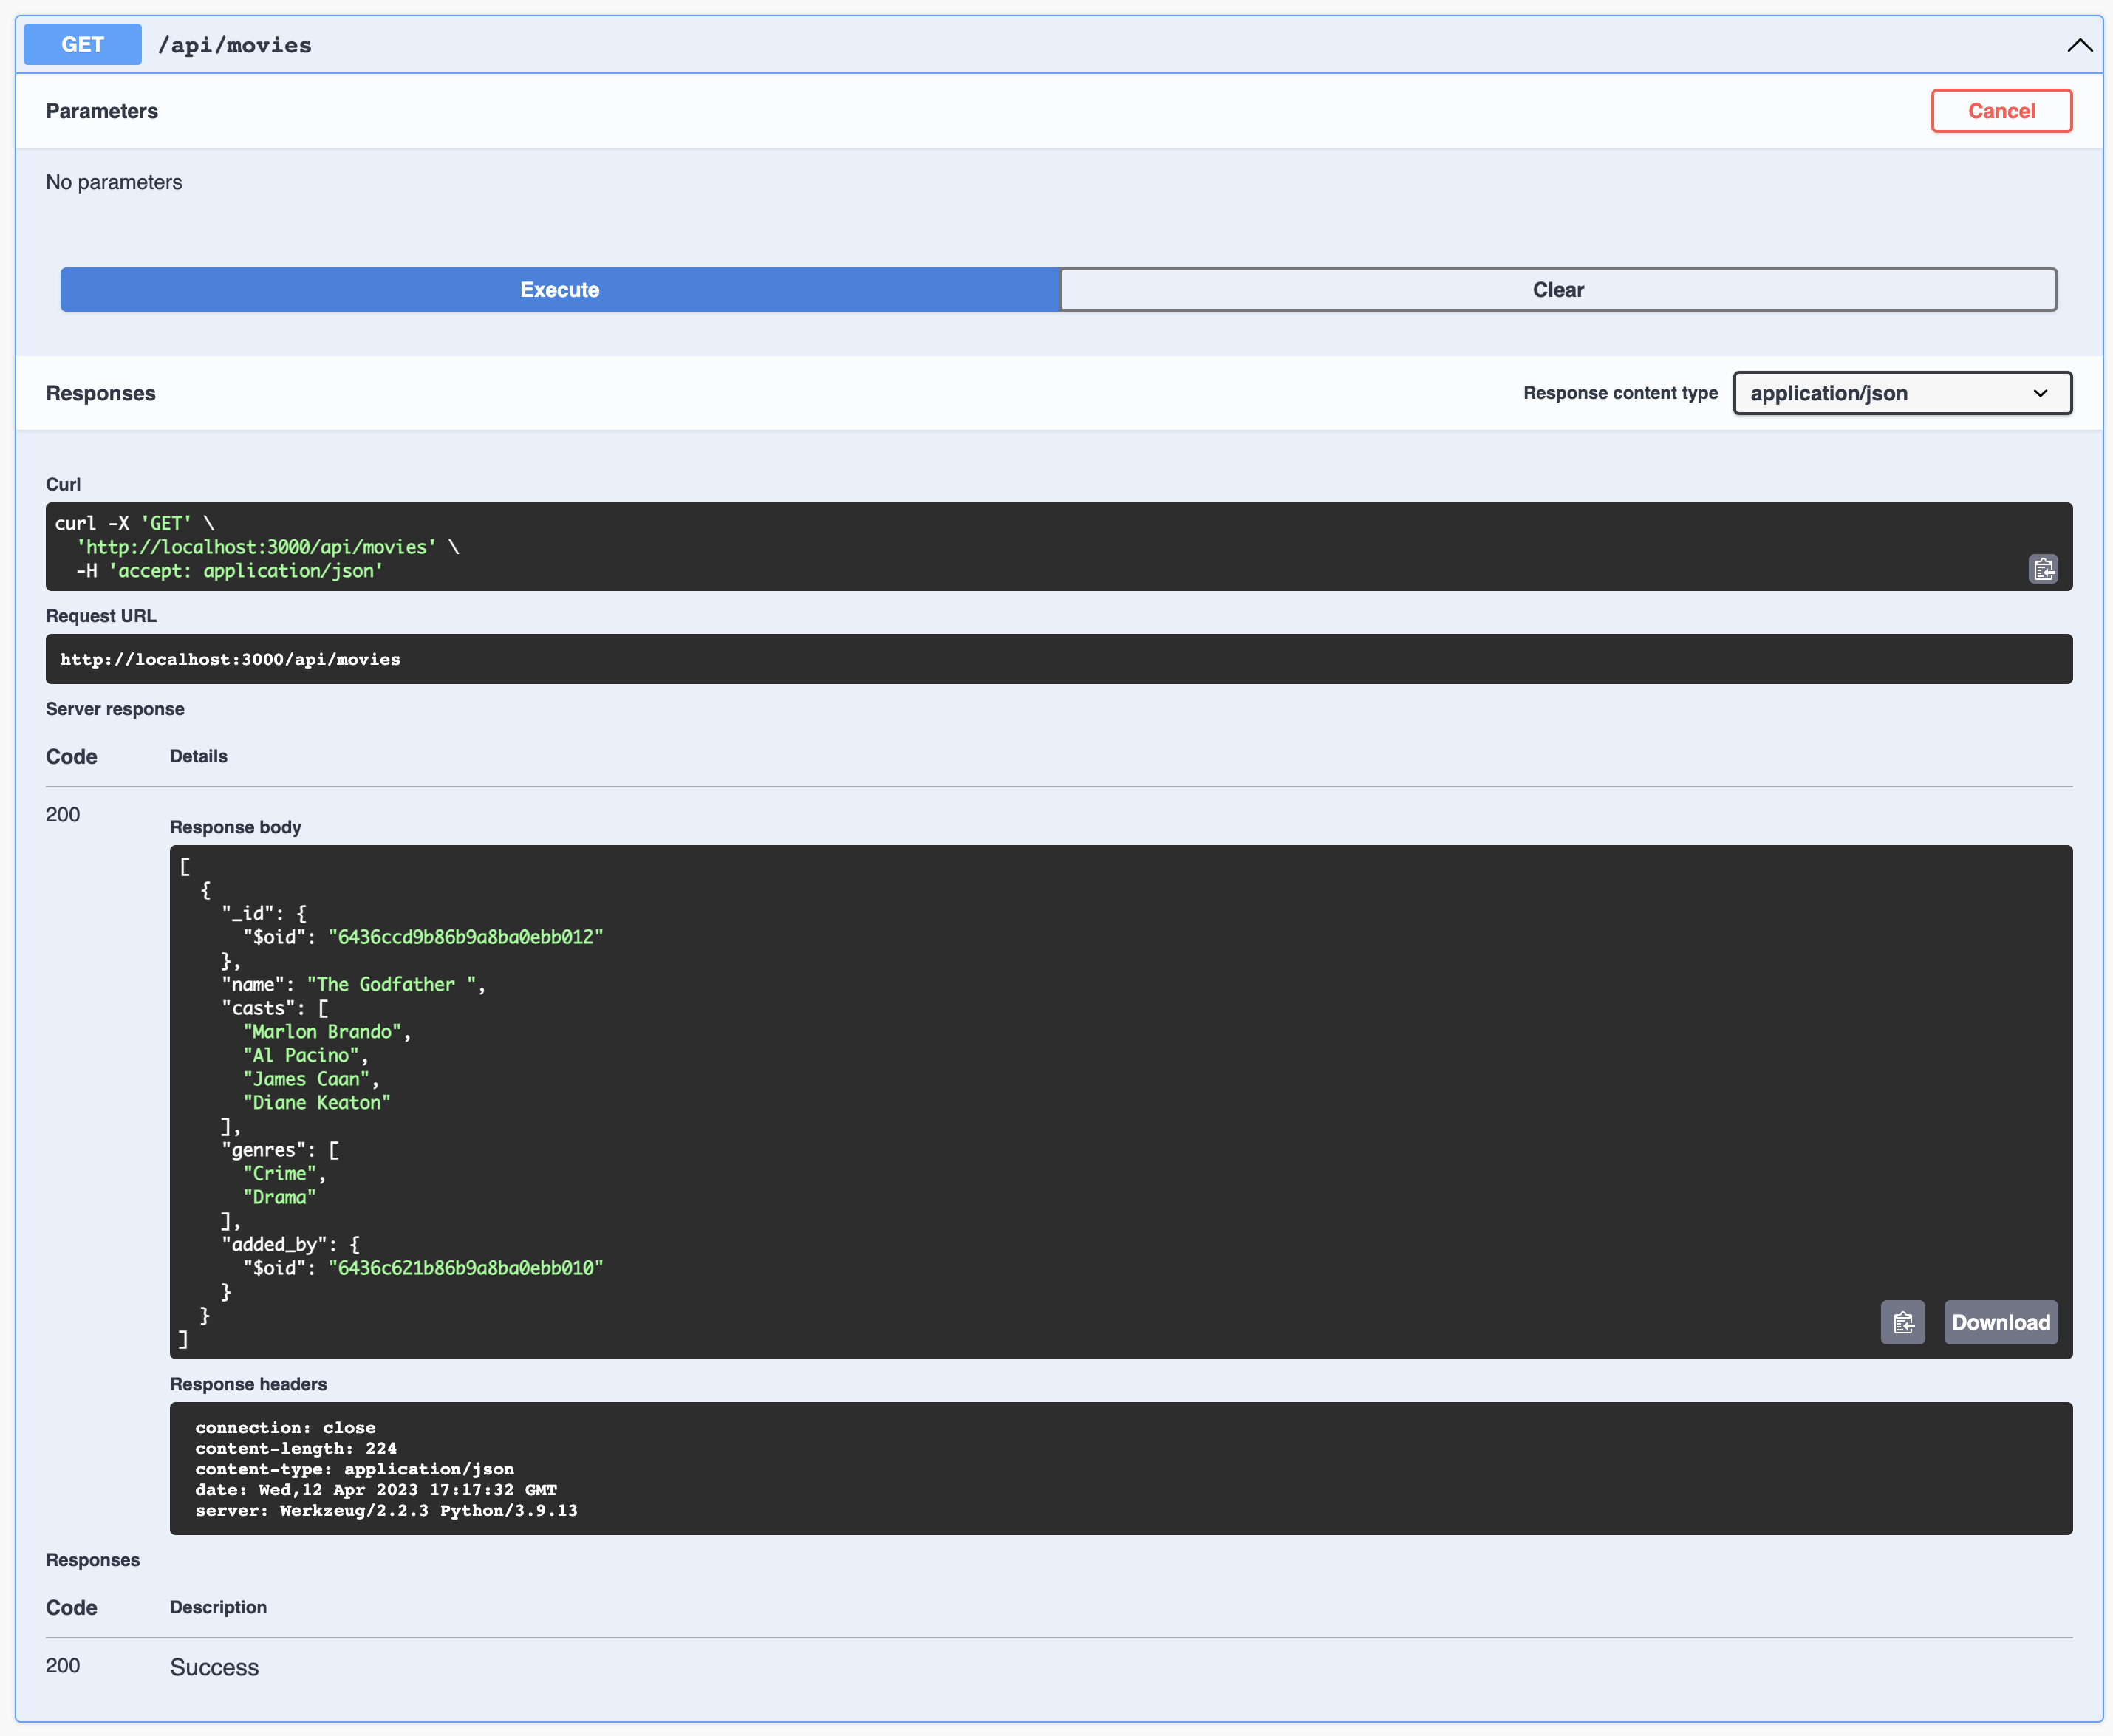 GET /api/movies
Parameters Cancel
No parameters
Execute Clear
Responses Response content type application/json
Curl
curl -X 'GET' \
  'http://localhost:3000/api/movies' \
  -H 'accept: application/json'
Request URL
http://localhost:3000/api/movies
Server response
Code Details
200
Response body
[
  {
    "_id": {
      "$oid": "6436ccd9b86b9a8ba0ebb012"
    },
    "name": "The Godfather ",
    "casts": [
      "Marlon Brando",
      "Al Pacino",
      "James Caan",
      "Diane Keaton"
    ],
    "genres": [
      "Crime",
      "Drama"
    ],
    "added_by": {
      "$oid": "6436c621b86b9a8ba0ebb010"
    }
  }
]
Download
Response headers
connection: close
content-length: 224
content-type: application/json
date: Wed,12 Apr 2023 17:17:32 GMT
server: Werkzeug/2.2.3 Python/3.9.13
Responses
Code Description
200 Success